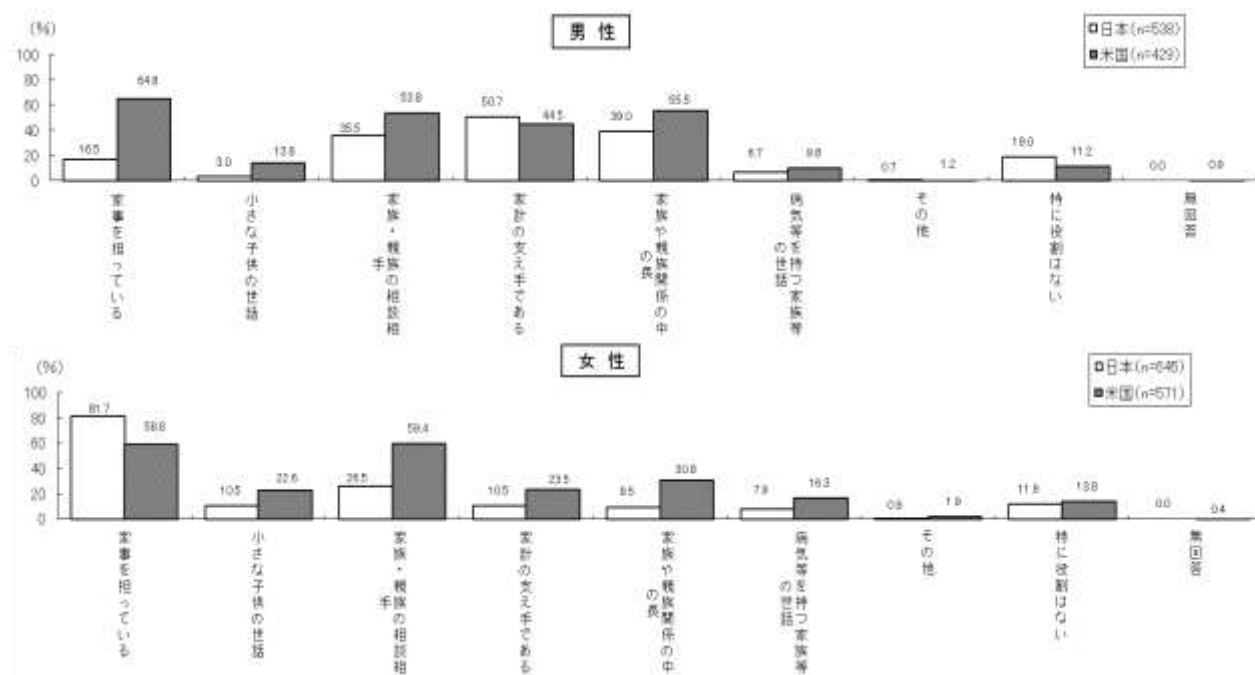 男 性
(%)
日本(n=538)
米国(n=429)
100
80
60
40
20
0
16.5
64.8
3.0
13.8
35.5
53.8
50.7
44.5
39.0
55.5
6.7
9.8
0.7
1.2
19.0
11.2
0.0
0.9
家事を担っている
小さな子供の世話
家族・親族の相談相
手
家計の支え手である
家族や親族関係の中
の長
病気等を持つ家族等
の世話
その他
特に役割はない
無回答
女 性
(%)
米国(n=571)
100
80
60
40
20
0
81.7
58.8
10.5
22.6
26.5
59.4
10.5
23.5
30.8
7.9
16.3
1.9
11.9
13.8
0.0
0.4
家事を担っている
小さな子供の世話
家族・親族の相談相
手
家計の支え手である
家族や親族関係の中
の長
病気等を持つ家族等
の世話
その他
特に役割はない
無回答